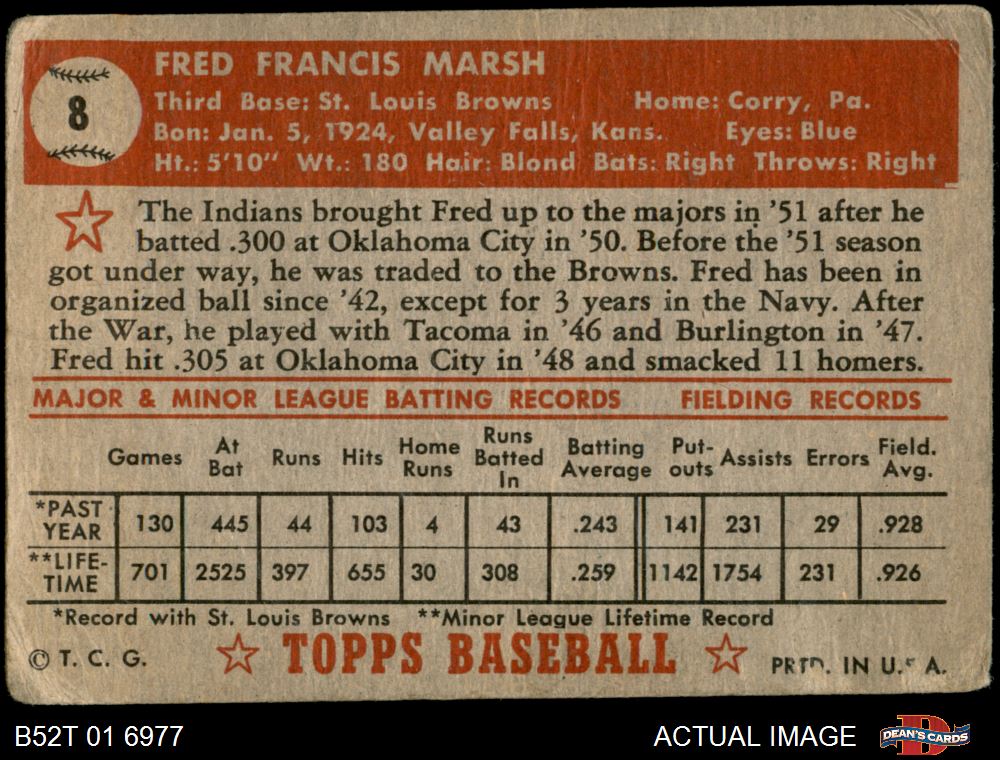 8
FRED FRANCIS MARSH
Third Base: St. Louis Browns Home: Corry, Pa.
Bon: Jan. 5, 1924, Valley Falls, Kans. Eyes: Blue
Ht.: 5'10" Wt.: 180 Hair: Blond Bats: Right Throws: Right
The Indians brought Fred up to the majors in '51 after he
batted .300 at Oklahoma City in '50. Before the '51 season
got under way, he was traded to the Browns. Fred has been in
organized ball since '42, except for 3 years in the Navy. After
the War, he played with Tacoma in '46 and Burlington in '47.
Fred hit .305 at Oklahoma City in '48 and smacked 11 homers.
MAJOR & MINOR LEAGUE BATTING RECORDS FIELDING RECORDS
Games At Bat Runs Hits Home Runs Runs Batted In Batting Average Put-outs Assists Errors Field. Avg.
*PAST YEAR 130 445 44 103 4 43 .243 141 231 29 .928
**LIFE-TIME 701 2525 397 655 30 308 .259 1142 1754 231 .926
*Record with St. Louis Browns **Minor League Lifetime Record
© T. C. G. TOPPS BASEBALL PRTD. IN U.S A.
B52T 01 6977 ACTUAL IMAGE DEAN'S CARDS